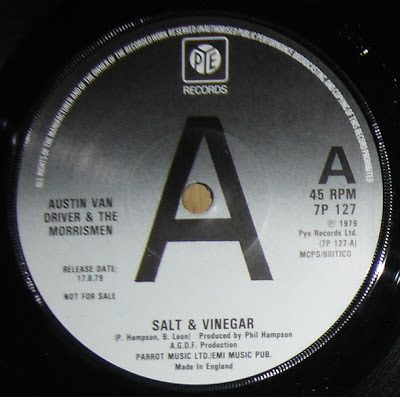 ALL RIGHTS OF THE MANUFACTURER AND OF THE OWNER OF THE RECORDED WORK RESERVED UNAUTHORISED PUBLIC PERFORMANCE BROADCASTING AND COPYING OF THIS RECORD PROHIBITED
PYE
RECORDS
A
A
45 RPM
7P 127
℗ 1979
Pye Records Ltd.
(7P 127-A)
MCPS/BRITICO
AUSTIN VAN
DRIVER & THE
MORRISMEN
RELEASE DATE:
17.8.79
NOT FOR SALE
SALT & VINEGAR
(P. Hampson, B. Leon) Produced by Phil Hampson
A.G.D.F. Production
PARROT MUSIC LTD./EMI MUSIC PUB.
Made in England